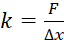 k = F / Δx